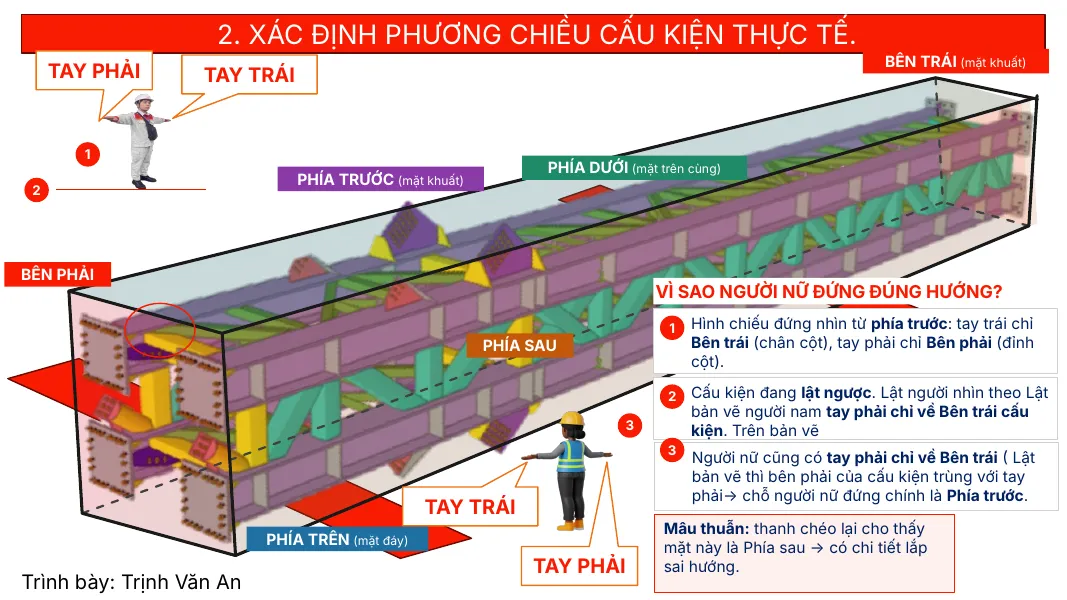 2. XÁC ĐỊNH PHƯƠNG CHIỀU CẤU KIỆN THỰC TẾ.
TAY PHẢI
TAY TRÁI
BÊN TRÁI (mặt khuất)
1
2
PHÍA TRƯỚC (mặt khuất)
PHÍA DƯỚI (mặt trên cùng)
BÊN PHẢI
PHÍA SAU
VÌ SAO NGƯỜI NỮ ĐỨNG ĐÚNG HƯỚNG?
1
Hình chiếu đứng nhìn từ phía trước: tay trái chỉ
Bên trái (chân cột), tay phải chỉ Bên phải (đỉnh
cột).
2
Cấu kiện đang lật ngược. Lật người nhìn theo Lật
bản vẽ người nam tay phải chỉ về Bên trái cấu
kiện. Trên bản vẽ
3
Người nữ cũng có tay phải chỉ về Bên trái ( Lật
bản vẽ thì bên phải của cấu kiện trùng với tay
phải→ chỗ người nữ đứng chính là Phía trước.
Mâu thuẫn: thanh chéo lại cho thấy
mặt này là Phía sau → có chi tiết lắp
sai hướng.
3
TAY TRÁI
TAY PHẢI
PHÍA TRÊN (mặt đáy)
Trình bày: Trịnh Văn An